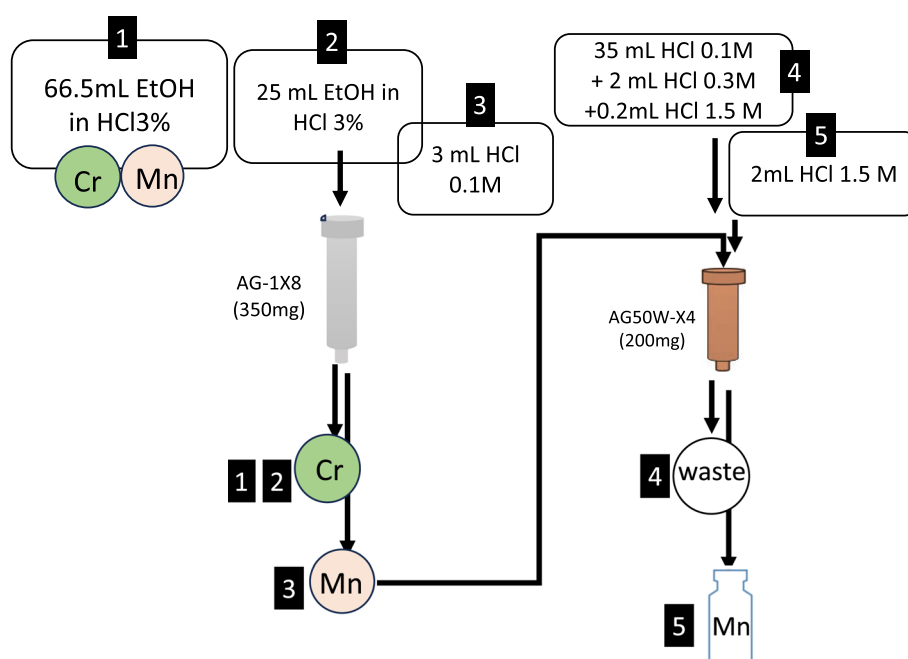 1
66.5mL EtOH
in HCl3%
Cr
Mn
2
25 mL EtOH in
HCl 3%
3
3 mL HCl
0.1M
35 mL HCl 0.1M
+ 2 mL HCl 0.3M
+0.2mL HCl 1.5 M
4
5
2mL HCl 1.5 M
AG-1X8
(350mg)
AG50W-X4
(200mg)
1 2
Cr
3
Mn
4
waste
5
Mn